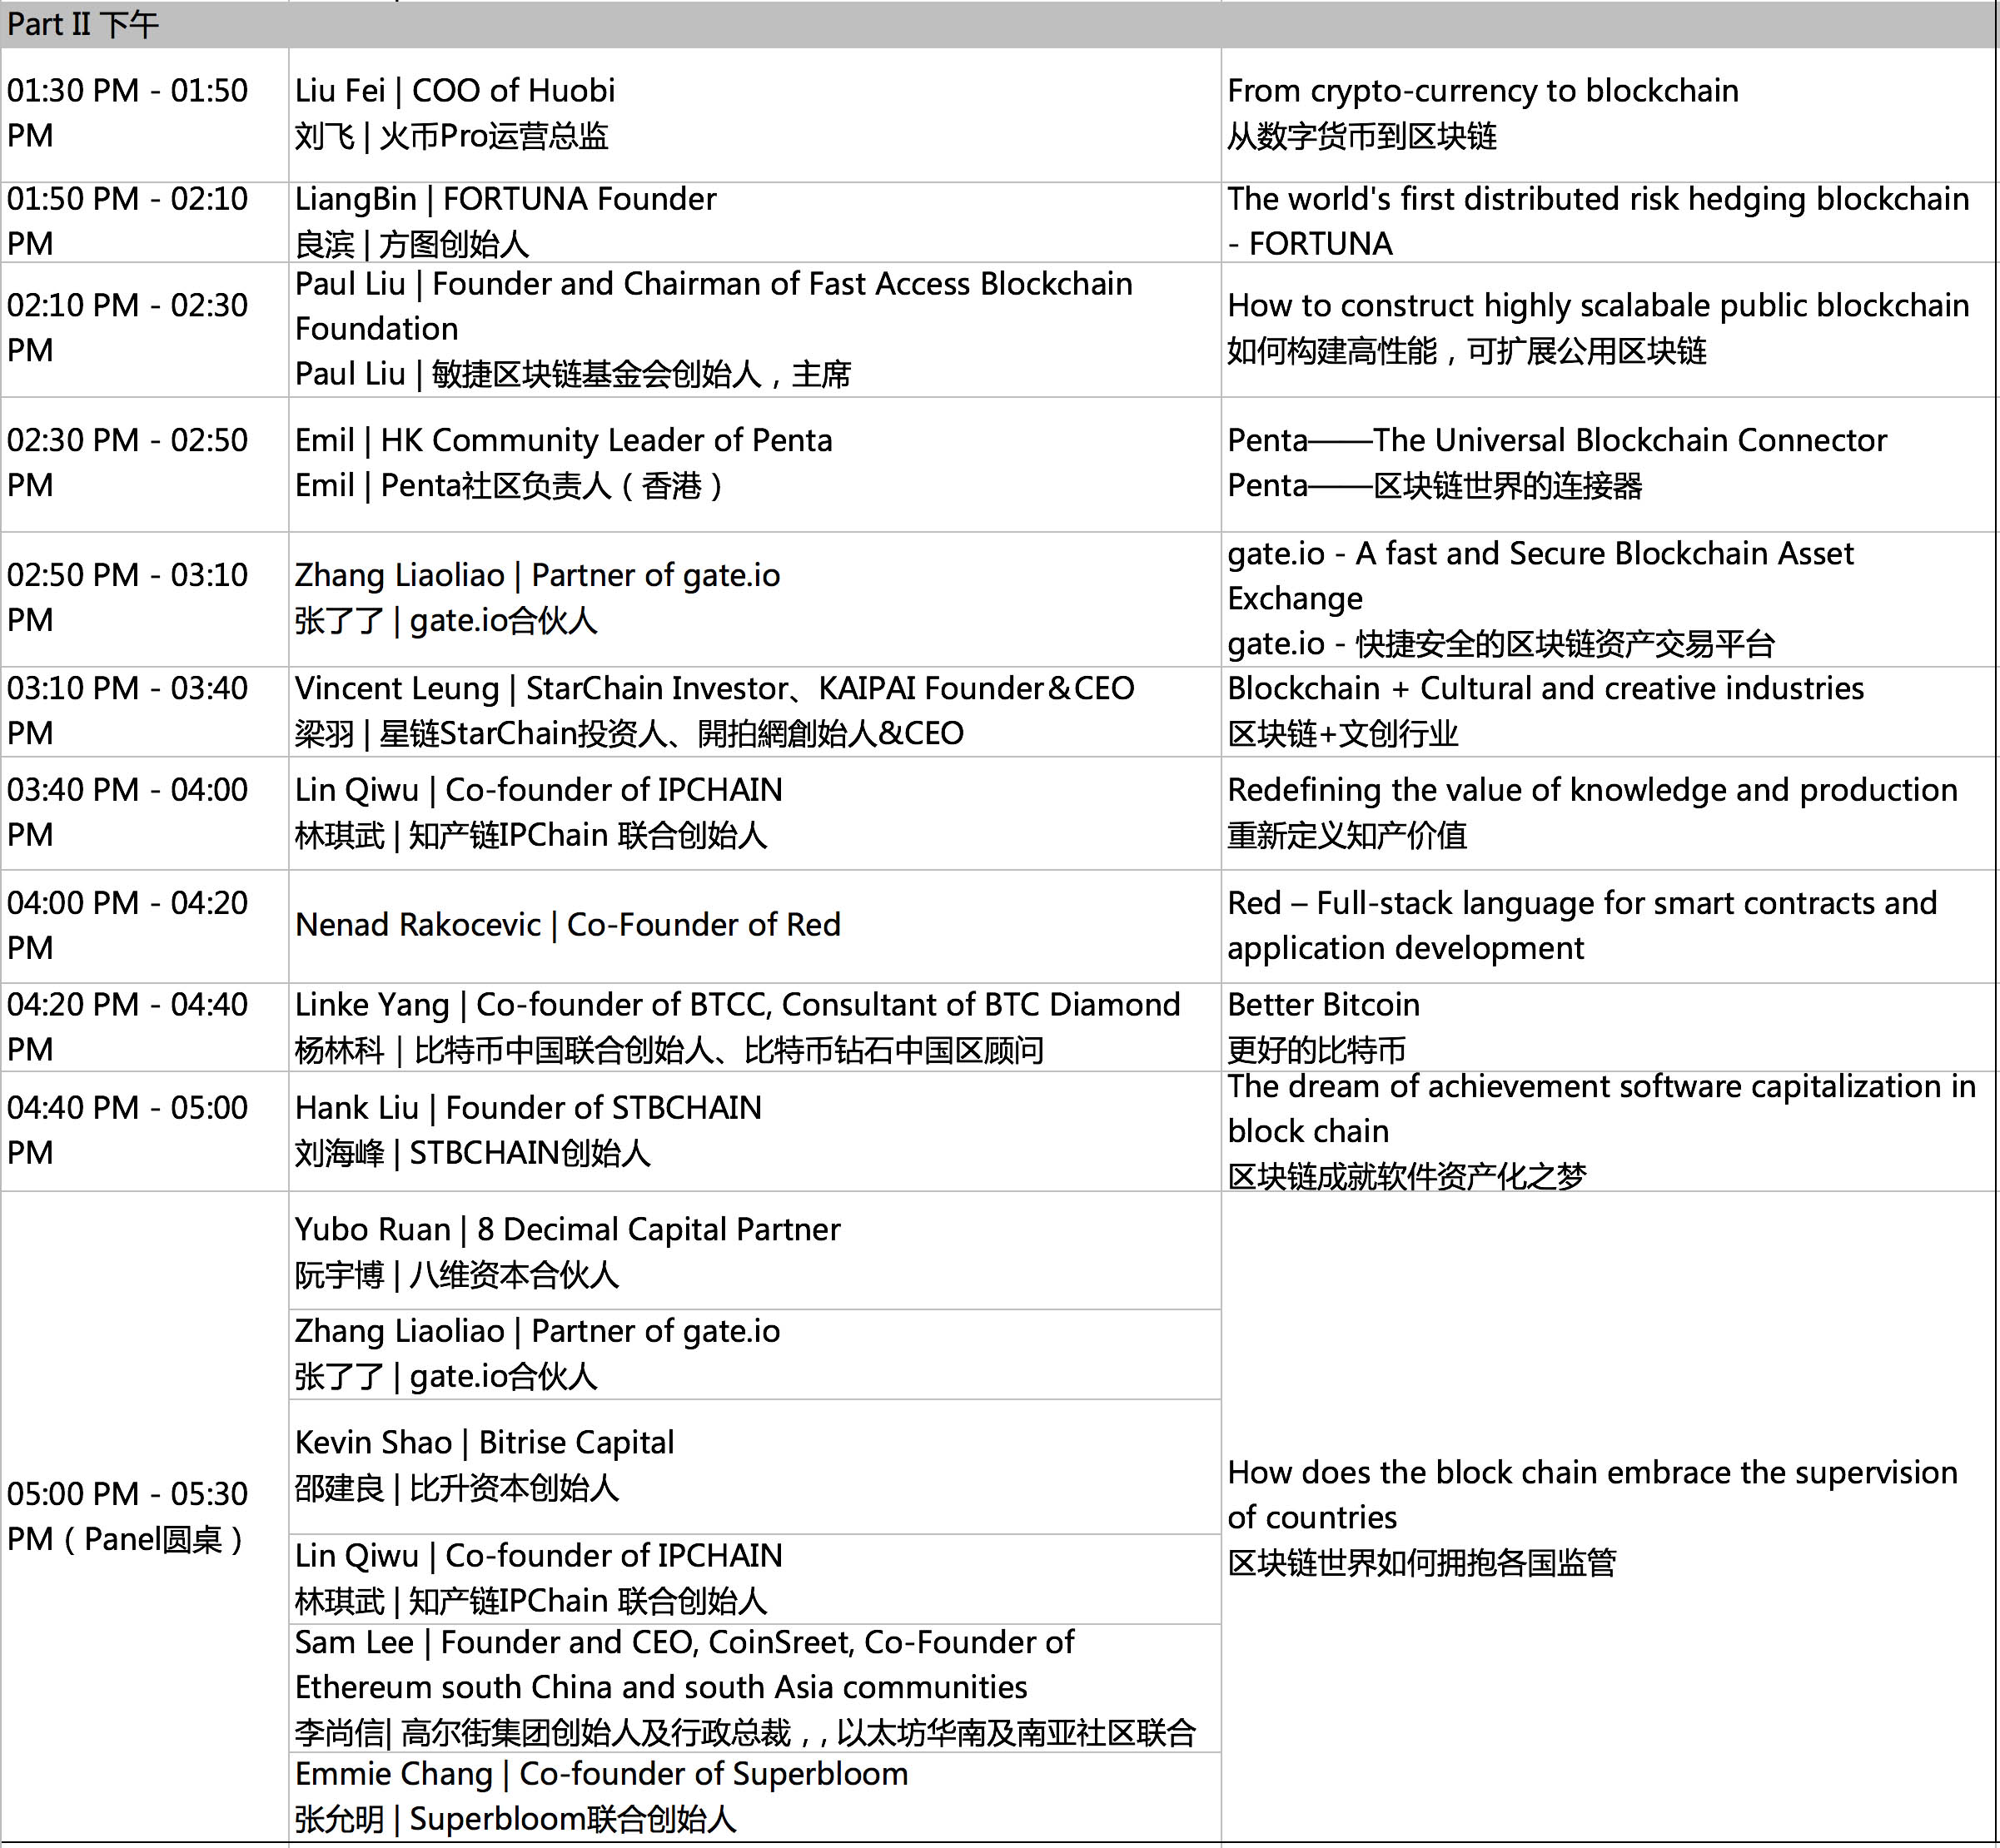 Part II 下午
01:30 PM - 01:50
PM
Liu Fei | COO of Huobi
刘飞 | 火币Pro运营总监
From crypto-currency to blockchain
从数字货币到区块链
01:50 PM - 02:10
PM
LiangBin | FORTUNA Founder
良滨 | 方图创始人
The world's first distributed risk hedging blockchain
- FORTUNA
02:10 PM - 02:30
PM
Paul Liu | Founder and Chairman of Fast Access Blockchain
Foundation
Paul Liu | 敏捷区块链基金会创始人，主席
How to construct highly scalabale public blockchain
如何构建高性能，可扩展公用区块链
02:30 PM - 02:50
PM
Emil | HK Community Leader of Penta
Emil | Penta社区负责人（香港）
Penta——The Universal Blockchain Connector
Penta——区块链世界的连接器
02:50 PM - 03:10
PM
Zhang Liaoliao | Partner of gate.io
张了了 | gate.io合伙人
gate.io - A fast and Secure Blockchain Asset
Exchange
gate.io - 快捷安全的区块链资产交易平台
03:10 PM - 03:40
PM
Vincent Leung | StarChain Investor、KAIPAI Founder＆CEO
梁羽 | 星链StarChain投资人、開拍網創始人&CEO
Blockchain + Cultural and creative industries
区块链+文创行业
03:40 PM - 04:00
PM
Lin Qiwu | Co-founder of IPCHAIN
林琪武 | 知产链IPChain 联合创始人
Redefining the value of knowledge and production
重新定义知产价值
04:00 PM - 04:20
PM
Nenad Rakocevic | Co-Founder of Red
Red – Full-stack language for smart contracts and
application development
04:20 PM - 04:40
PM
Linke Yang | Co-founder of BTCC, Consultant of BTC Diamond
杨林科 | 比特币中国联合创始人、比特币钻石中国区顾问
Better Bitcoin
更好的比特币
04:40 PM - 05:00
PM
Hank Liu | Founder of STBCHAIN
刘海峰 | STBCHAIN创始人
The dream of achievement software capitalization in
block chain
区块链成就软件资产化之梦
05:00 PM - 05:30
PM（Panel圆桌）
Yubo Ruan | 8 Decimal Capital Partner
阮宇博 | 八维资本合伙人
Zhang Liaoliao | Partner of gate.io
张了了 | gate.io合伙人
Kevin Shao | Bitrise Capital
邵建良 | 比升资本创始人
Lin Qiwu | Co-founder of IPCHAIN
林琪武 | 知产链IPChain 联合创始人
Sam Lee | Founder and CEO, CoinSreet, Co-Founder of
Ethereum south China and south Asia communities
李尚信| 高尔街集团创始人及行政总裁，, 以太坊华南及南亚社区联合
Emmie Chang | Co-founder of Superbloom
张允明 | Superbloom联合创始人
How does the block chain embrace the supervision
of countries
区块链世界如何拥抱各国监管